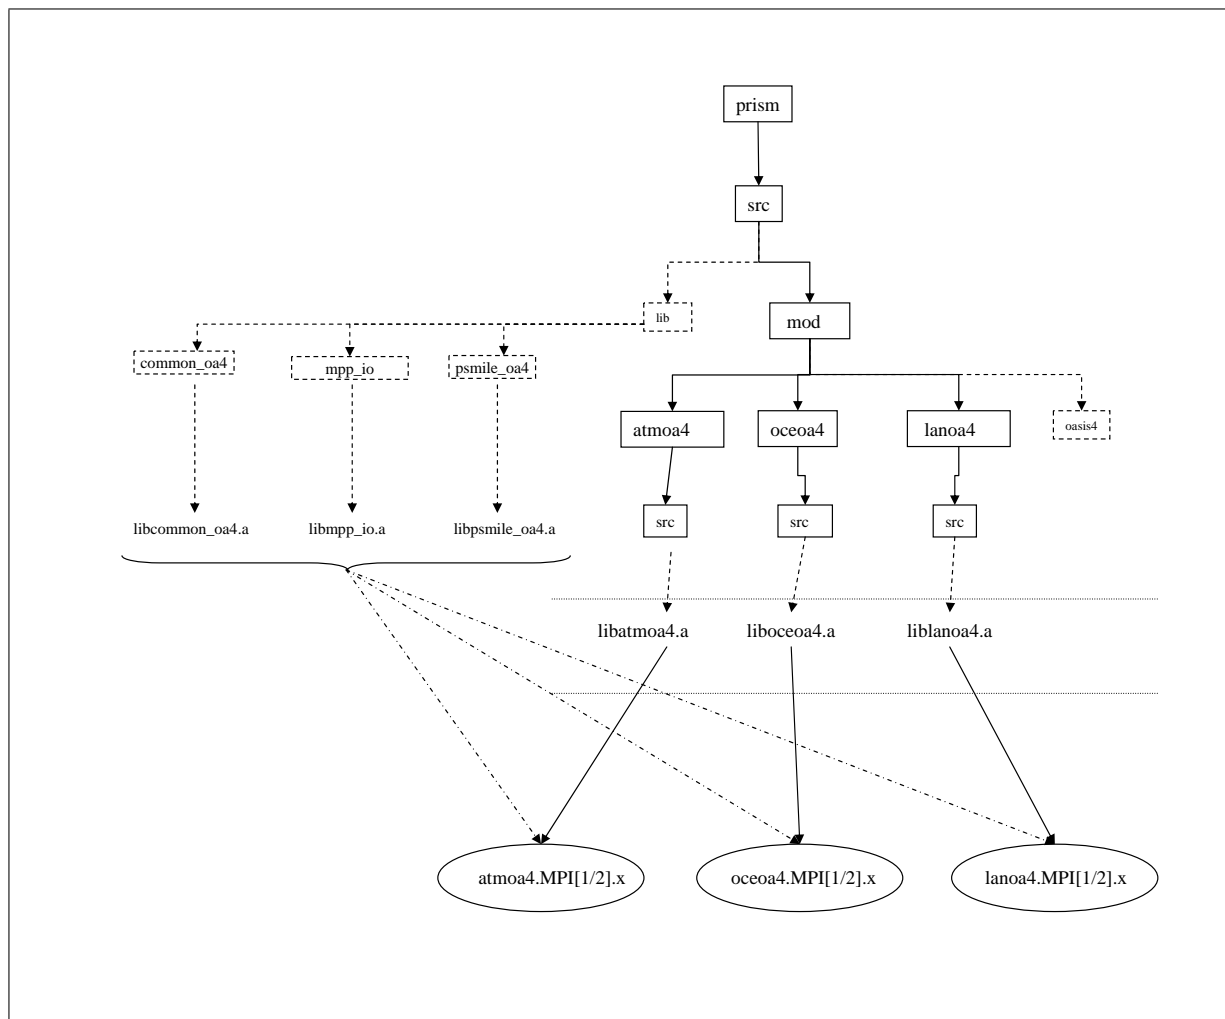 prism
src
lib
mod
common_oa4
mpp_io
psmile_oa4
atmoa4
oceoa4
lanoa4
oasis4
src
src
src
libcommon_oa4.a
libmpp_io.a
libpsmile_oa4.a
libatmoa4.a
liboceoa4.a
liblanoa4.a
atmoa4.MPI[1/2].x
oceoa4.MPI[1/2].x
lanoa4.MPI[1/2].x